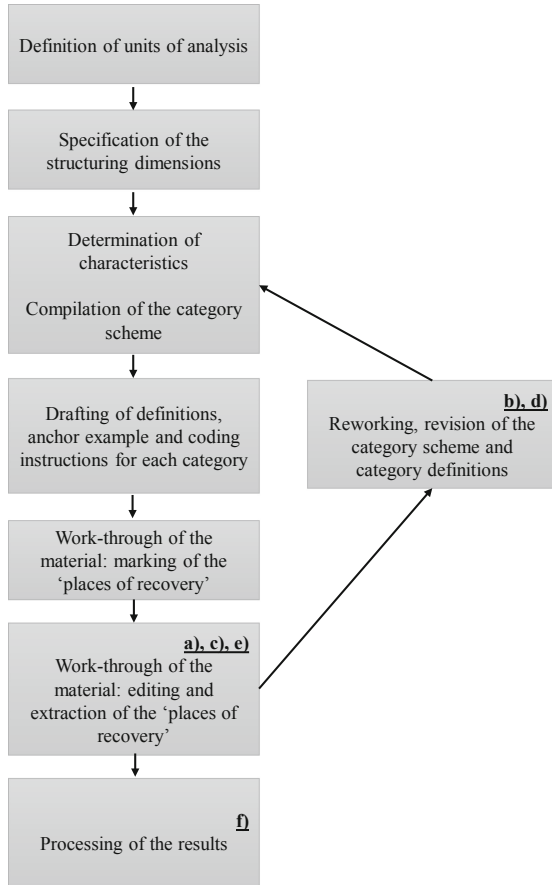 Definition of units of analysis
Specification of the
structuring dimensions
Determination of
characteristics
Compilation of the category
scheme
Drafting of definitions,
anchor example and coding
instructions for each category
b), d)
Reworking, revision of the
category scheme and
category definitions
Work-through of the
material: marking of the
‘places of recovery’
a), c), e)
Work-through of the
material: editing and
extraction of the ‘places of
recovery’
f)
Processing of the results